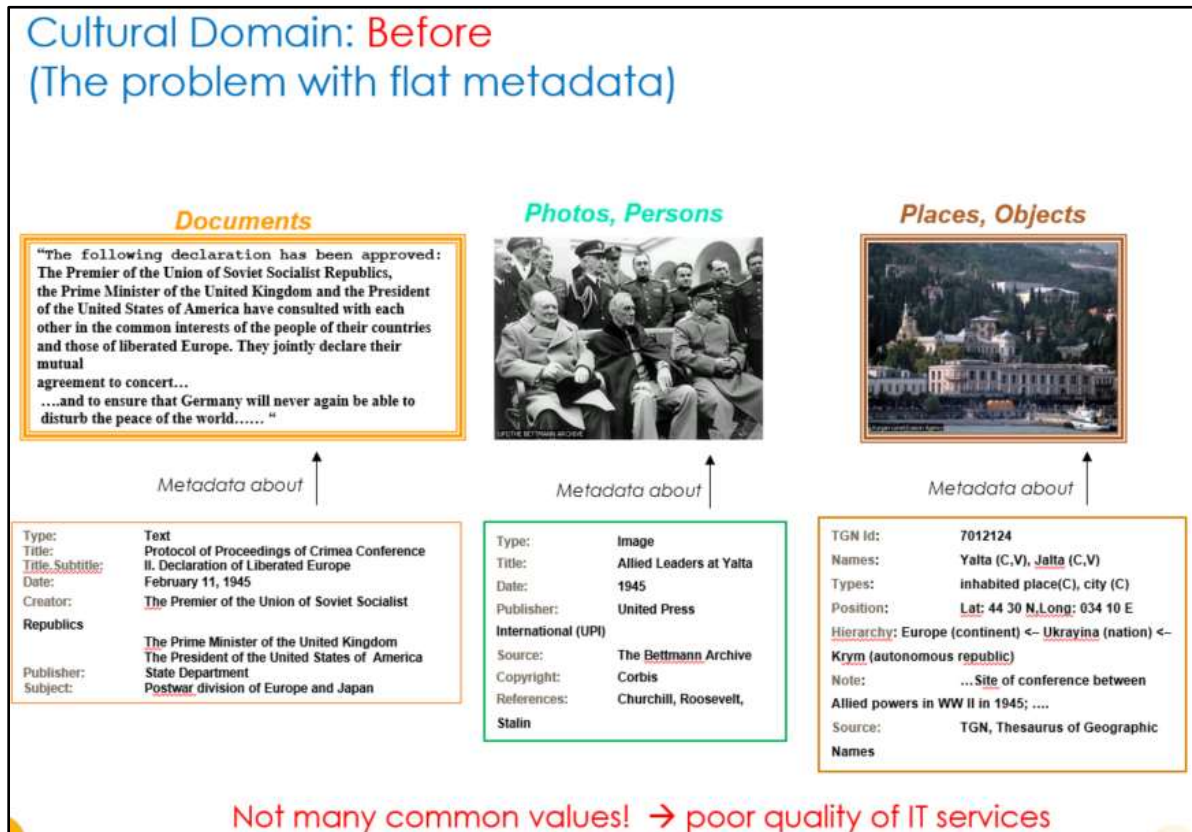 Cultural Domain: Before
(The problem with flat metadata)
Documents
"The following declaration has been approved:
The Premier of the Union of Soviet Socialist Republics,
the Prime Minister of the United Kingdom and the President
of the United States of America have consulted with each
other in the common interests of the people of their countries
and those of liberated Europe. They jointly declare their
mutual
agreement to concert…
….and to ensure that Germany will never again be able to
disturb the peace of the world…… "
Metadata about
Type: Text
Title: Protocol of Proceedings of Crimea Conference
Title.Subtitle: II. Declaration of Liberated Europe
Date: February 11, 1945
Creator: The Premier of the Union of Soviet Socialist
Republics
The Prime Minister of the United Kingdom
The President of the United States of America
Publisher: State Department
Subject: Postwar division of Europe and Japan
Photos, Persons
UPI/THE BETTMANN ARCHIVE
Metadata about
Type: Image
Title: Allied Leaders at Yalta
Date: 1945
Publisher: United Press
International (UPI)
Source: The Bettmann Archive
Copyright: Corbis
References: Churchill, Roosevelt,
Stalin
Places, Objects
Metadata about
TGN Id: 7012124
Names: Yalta (C,V), Jalta (C,V)
Types: inhabited place(C), city (C)
Position: Lat: 44 30 N,Long: 034 10 E
Hierarchy: Europe (continent) <– Ukrayina (nation) <–
Krym (autonomous republic)
Note: …Site of conference between
Allied powers in WW II in 1945; ….
Source: TGN, Thesaurus of Geographic
Names
Not many common values! → poor quality of IT services